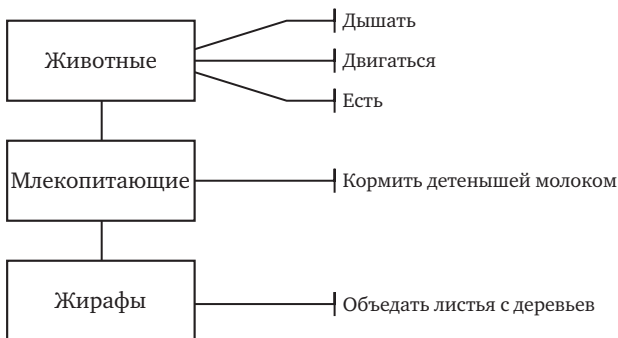 Животные
Дышать
Двигаться
Есть
Млекопитающие
Кормить детенышей молоком
Жирафы
Объедать листья с деревьев